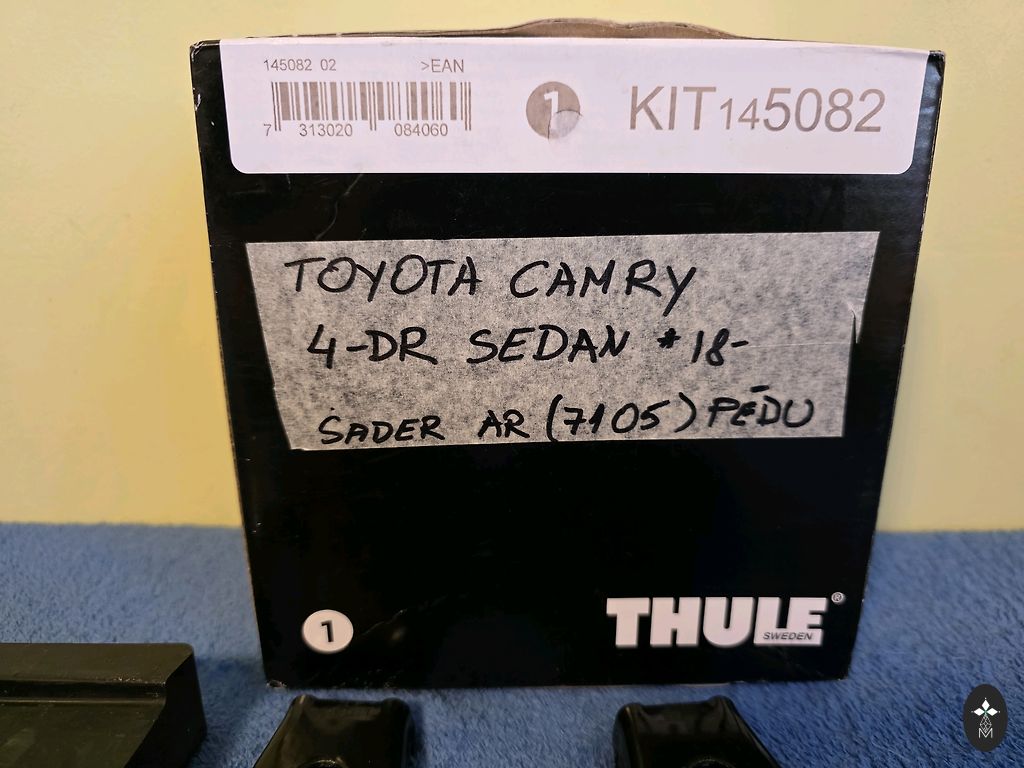 145082 02 >EAN
7 313020 084060
1 KIT145082
TOYOTA CAMRY
4-DR SEDAN *18-
SADER AR (7105) PĒDU
1
THULE®
SWEDEN
M